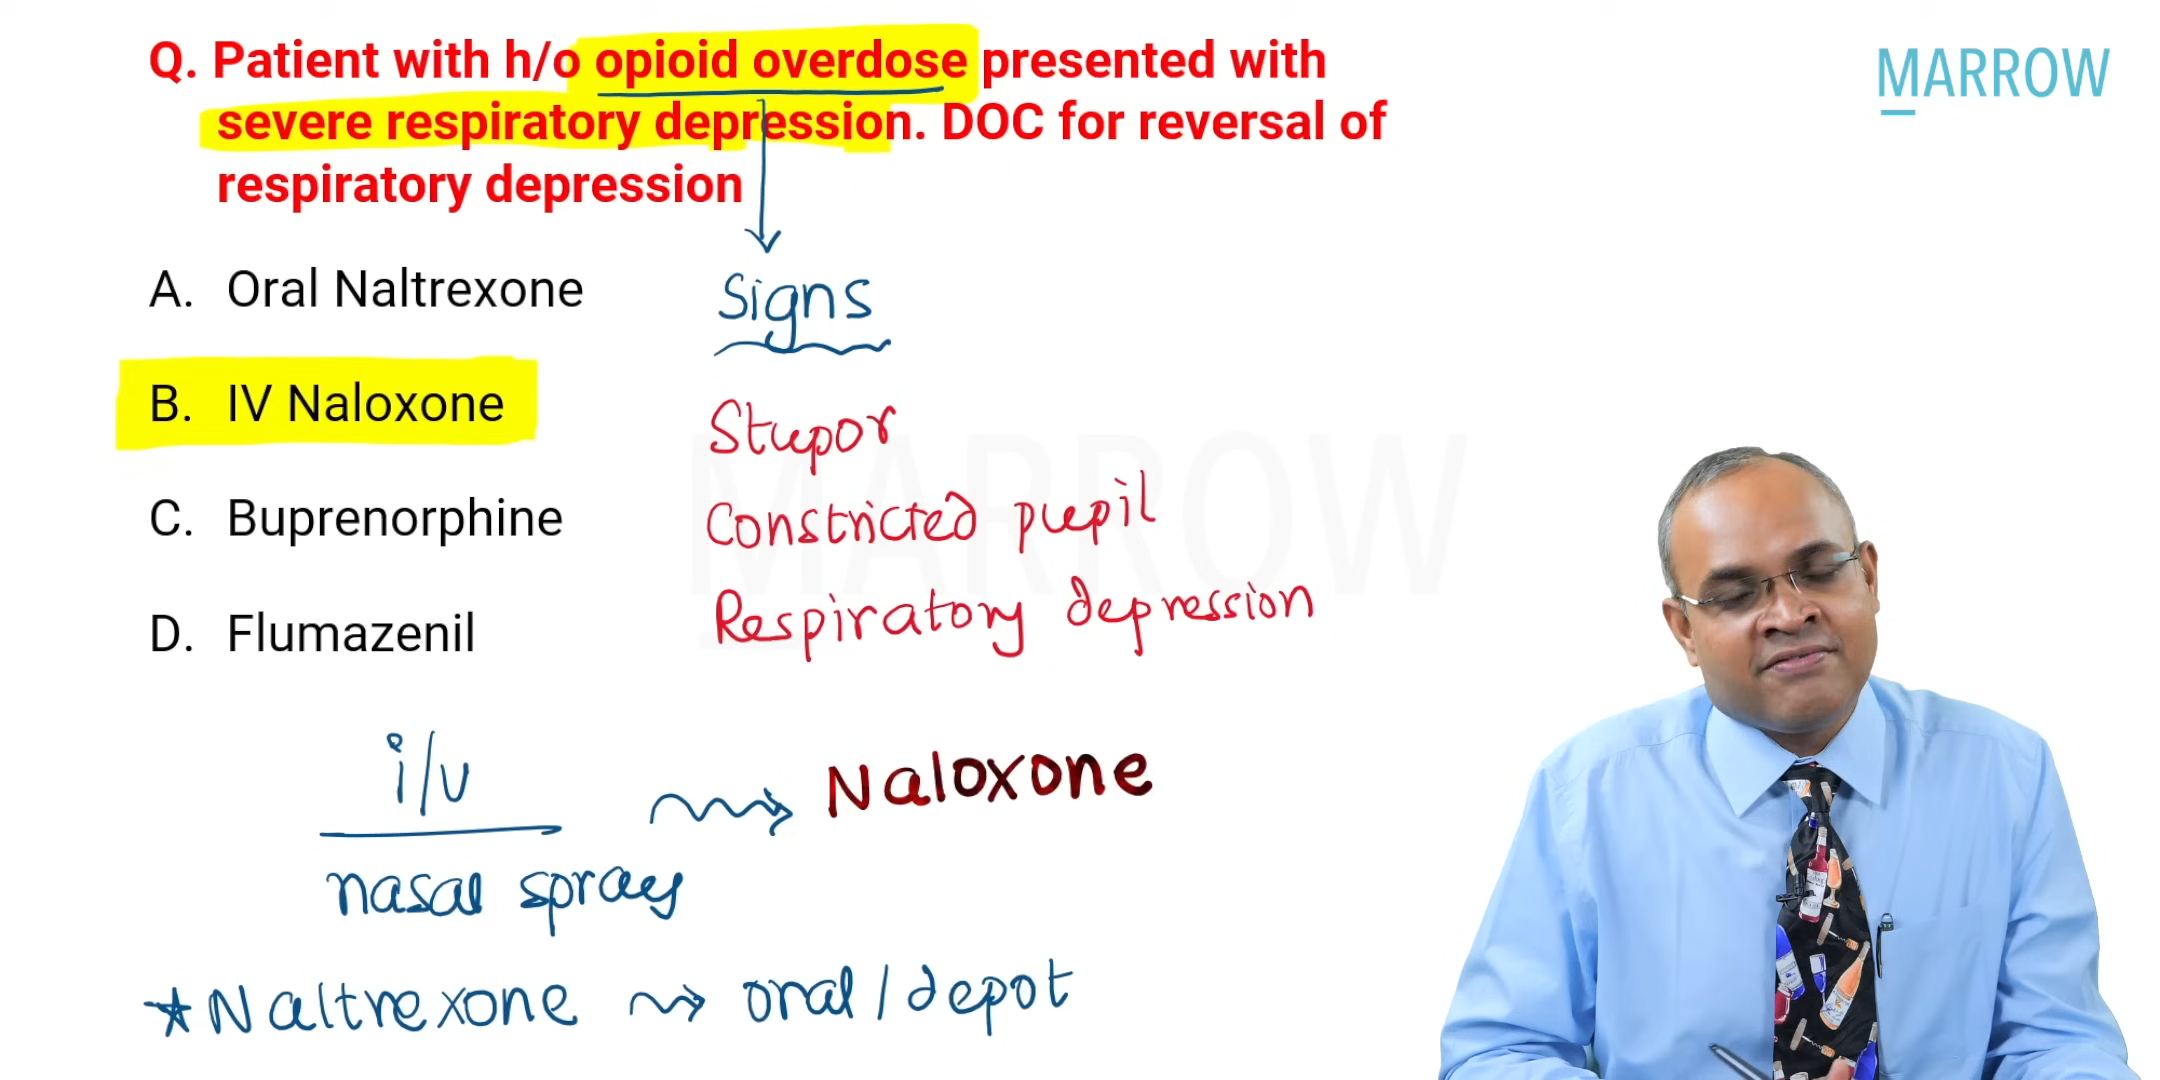 Q. Patient with h/o opioid overdose presented with
severe respiratory depression. DOC for reversal of
respiratory depression
MARROW
A. Oral Naltrexone
B. IV Naloxone
C. Buprenorphine
D. Flumazenil
Signs
Stupor
Constricted pupil
Respiratory depression
MARROW
i/v
nasal spray
Naloxone
Naltrexone
oral/depot